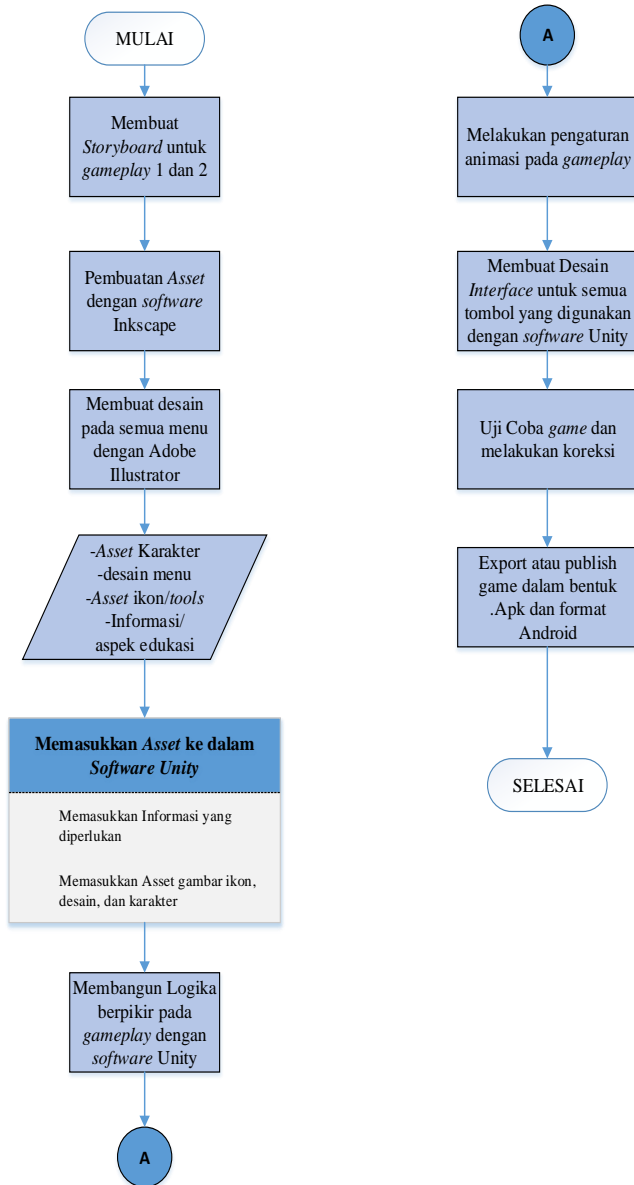 MULAI
Membuat
Storyboard untuk
gameplay 1 dan 2
Pembuatan Asset
dengan software
Inkscape
Membuat desain
pada semua menu
dengan Adobe
Illustrator
-Asset Karakter
-desain menu
-Asset ikon/tools
-Informasi/
aspek edukasi
Memasukkan Asset ke dalam
Software Unity
Memasukkan Informasi yang
diperlukan
Memasukkan Asset gambar ikon,
desain, dan karakter
Membangun Logika
berpikir pada
gameplay dengan
software Unity
A
A
Melakukan pengaturan
animasi pada gameplay
Membuat Desain
Interface untuk semua
tombol yang digunakan
dengan software Unity
Uji Coba game dan
melakukan koreksi
Export atau publish
game dalam bentuk
.Apk dan format
Android
SELESAI